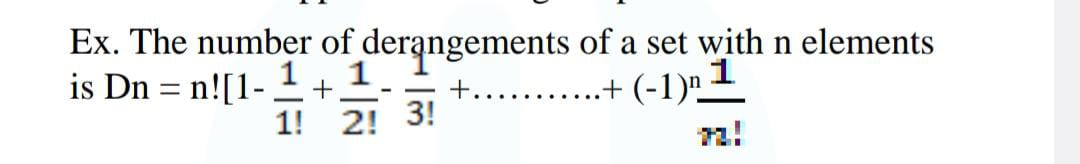 Ex. The number of derangements of a set with n elements
is Dn = n![1- 1/1! + 1/2! - 1/3! +............+ (-1)ⁿ 1/n!